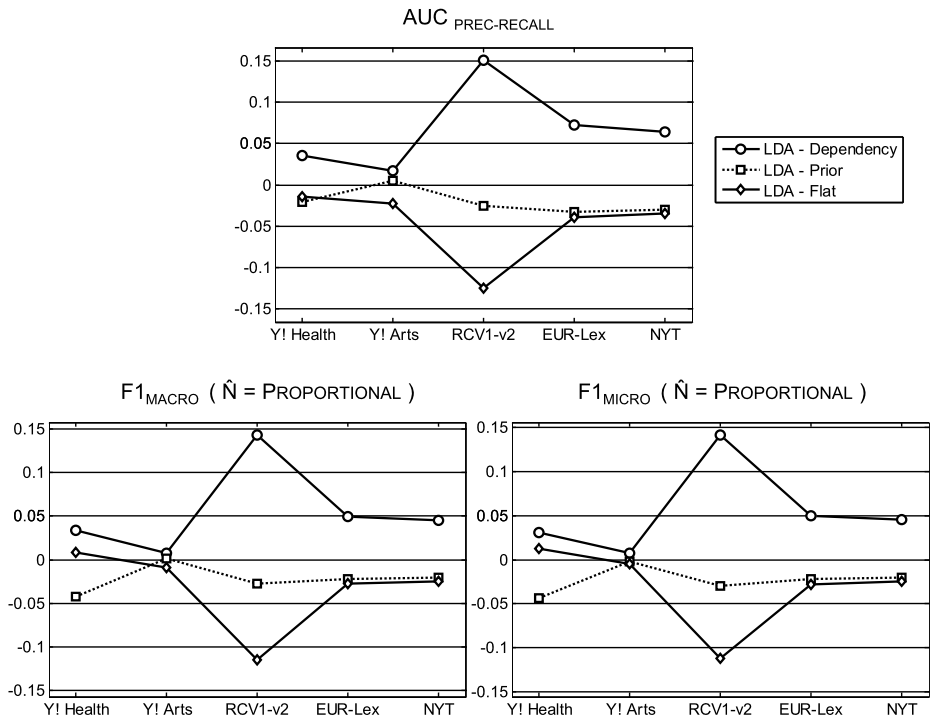 AUC PREC-RECALL
0.15
0.1
0.05
0
-0.05
-0.1
-0.15
Y! Health Y! Arts RCV1-v2 EUR-Lex NYT
LDA - Dependency
LDA - Prior
LDA - Flat
F1MACRO ( N̂ = PROPORTIONAL )
0.15
0.1
0.05
0
-0.05
-0.1
-0.15
Y! Health Y! Arts RCV1-v2 EUR-Lex NYT
F1MICRO ( N̂ = PROPORTIONAL )
0.15
0.1
0.05
0
-0.05
-0.1
-0.15
Y! Health Y! Arts RCV1-v2 EUR-Lex NYT